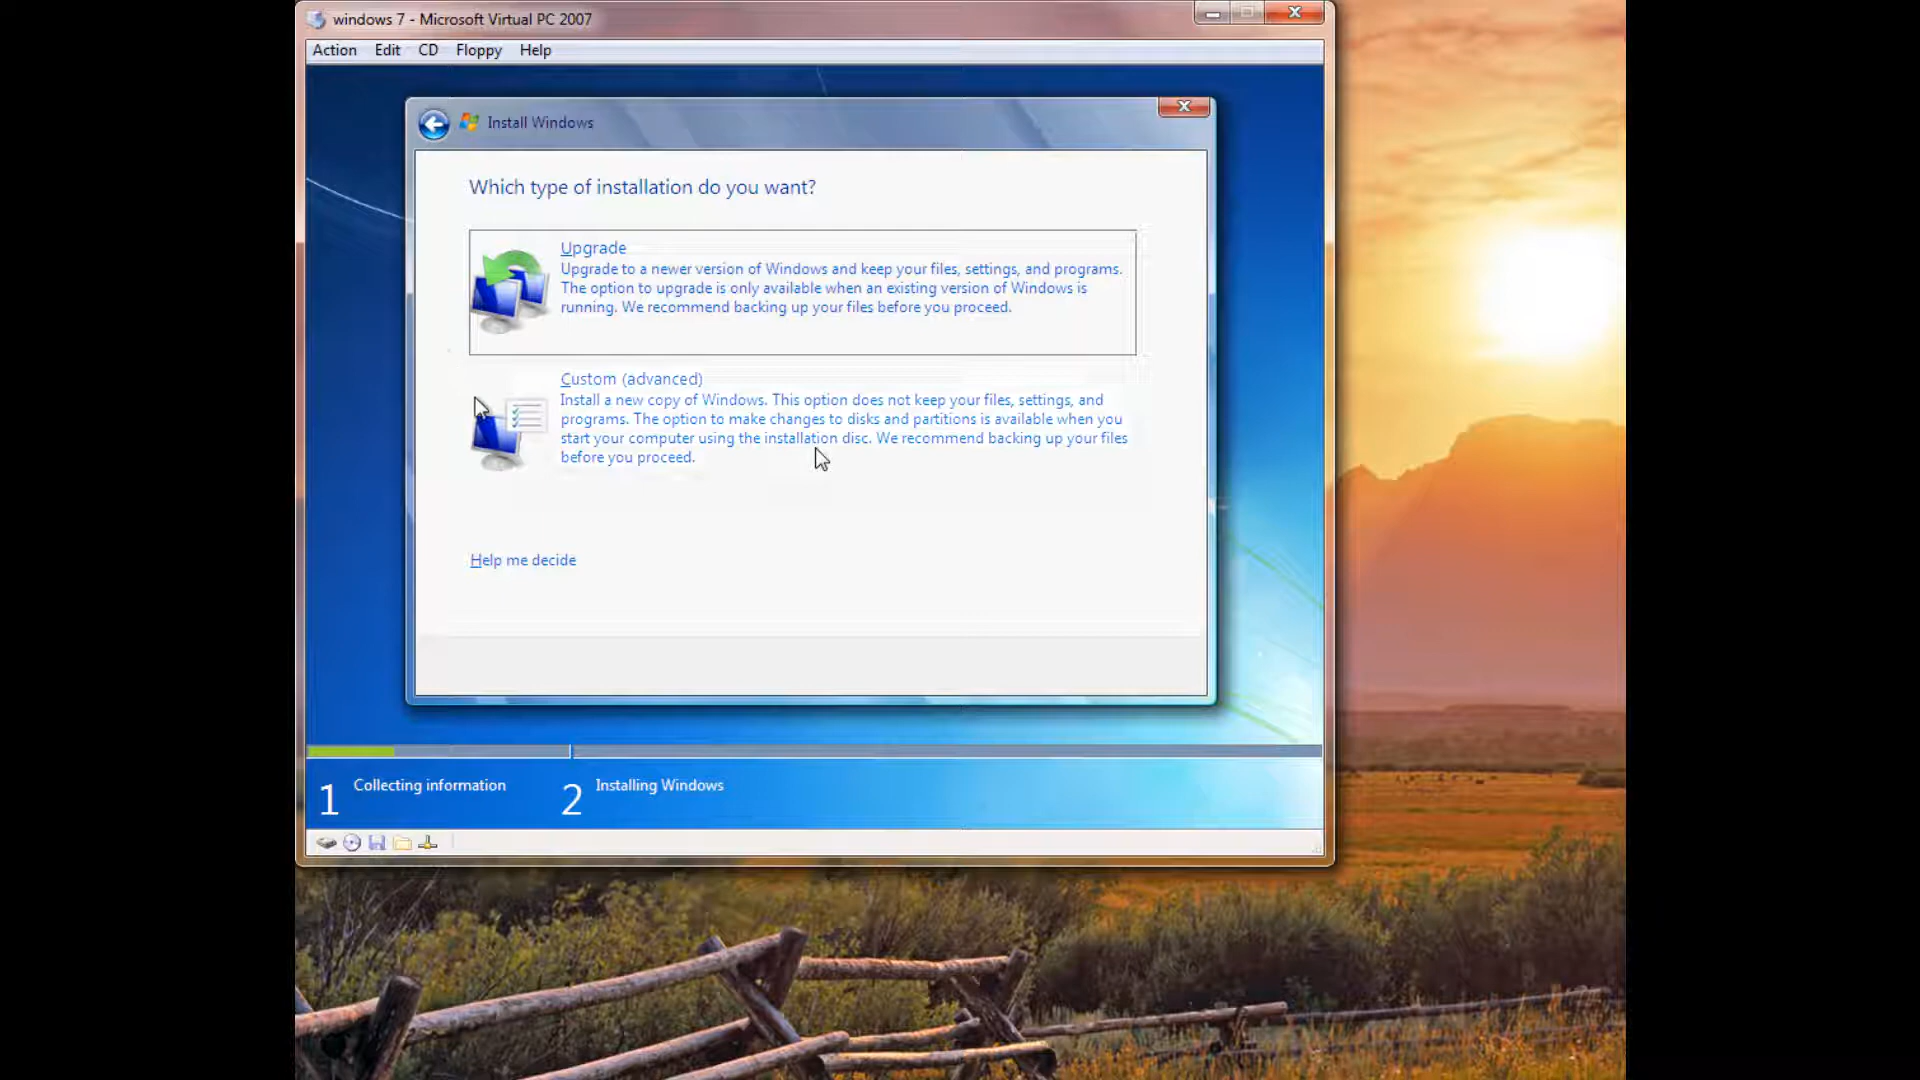 windows 7 - Microsoft Virtual PC 2007
Action Edit CD Floppy Help
Install Windows
Which type of installation do you want?
Upgrade
Upgrade to a newer version of Windows and keep your files, settings, and programs.
The option to upgrade is only available when an existing version of Windows is
running. We recommend backing up your files before you proceed.
Custom (advanced)
Install a new copy of Windows. This option does not keep your files, settings, and
programs. The option to make changes to disks and partitions is available when you
start your computer using the installation disc. We recommend backing up your files
before you proceed.
Help me decide
1 Collecting information 2 Installing Windows